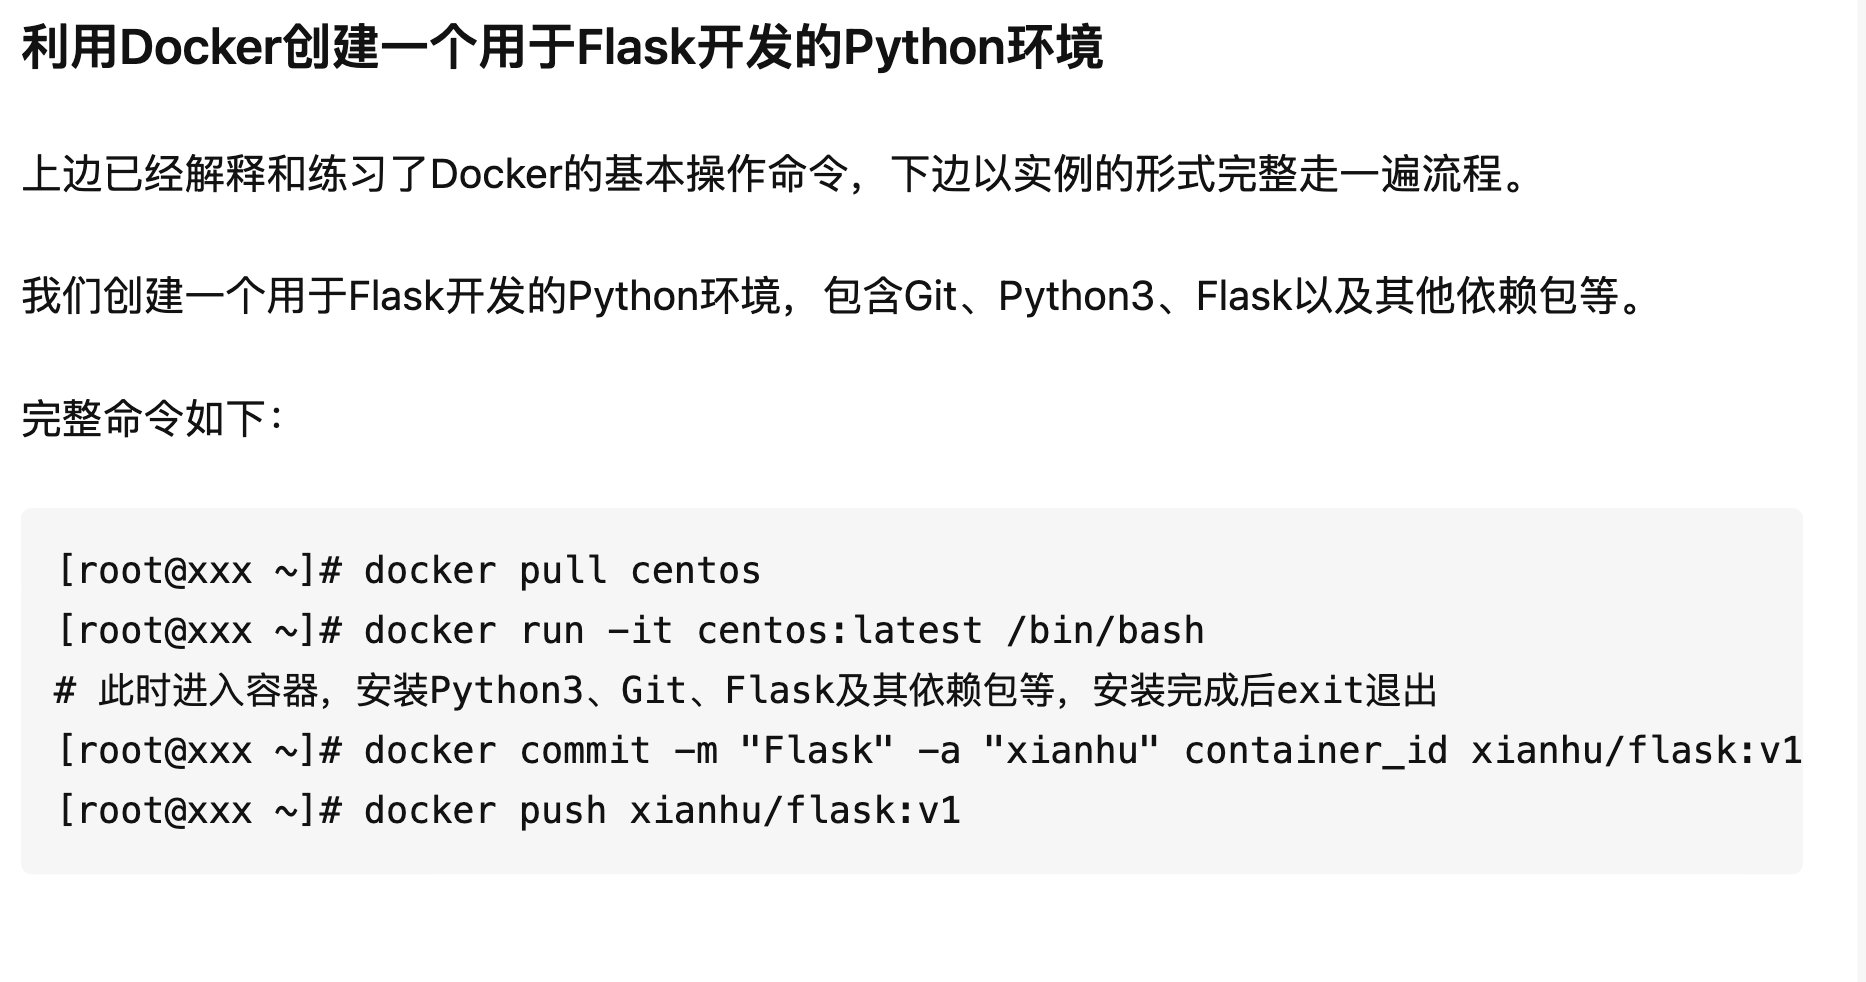 利用Docker创建一个用于Flask开发的Python环境
上边已经解释和练习了Docker的基本操作命令，下边以实例的形式完整走一遍流程。
我们创建一个用于Flask开发的Python环境，包含Git、Python3、Flask以及其他依赖包等。
完整命令如下：
[root@xxx ~]# docker pull centos
[root@xxx ~]# docker run -it centos:latest /bin/bash
# 此时进入容器，安装Python3、Git、Flask及其依赖包等，安装完成后exit退出
[root@xxx ~]# docker commit -m "Flask" -a "xianhu" container_id xianhu/flask:v1
[root@xxx ~]# docker push xianhu/flask:v1